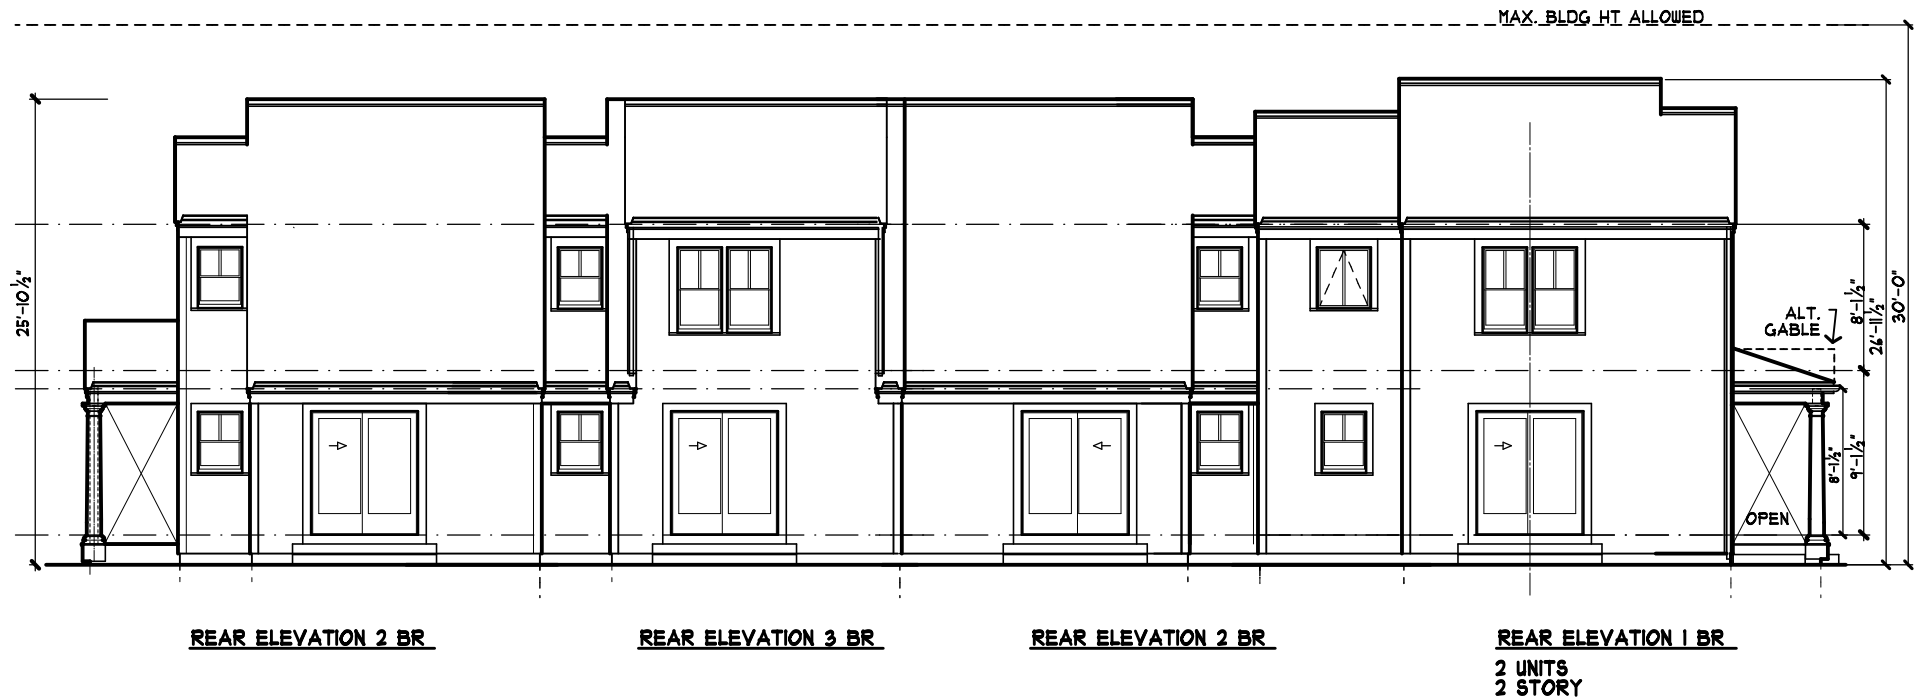 MAX. BLDG HT ALLOWED
25'-10½"
8'-1½"
26'-11½"
30'-0"
ALT.
GABLE
8'-1½"
9'-1½"
OPEN
REAR ELEVATION 2 BR
REAR ELEVATION 3 BR
REAR ELEVATION 2 BR
REAR ELEVATION 1 BR
2 UNITS
2 STORY